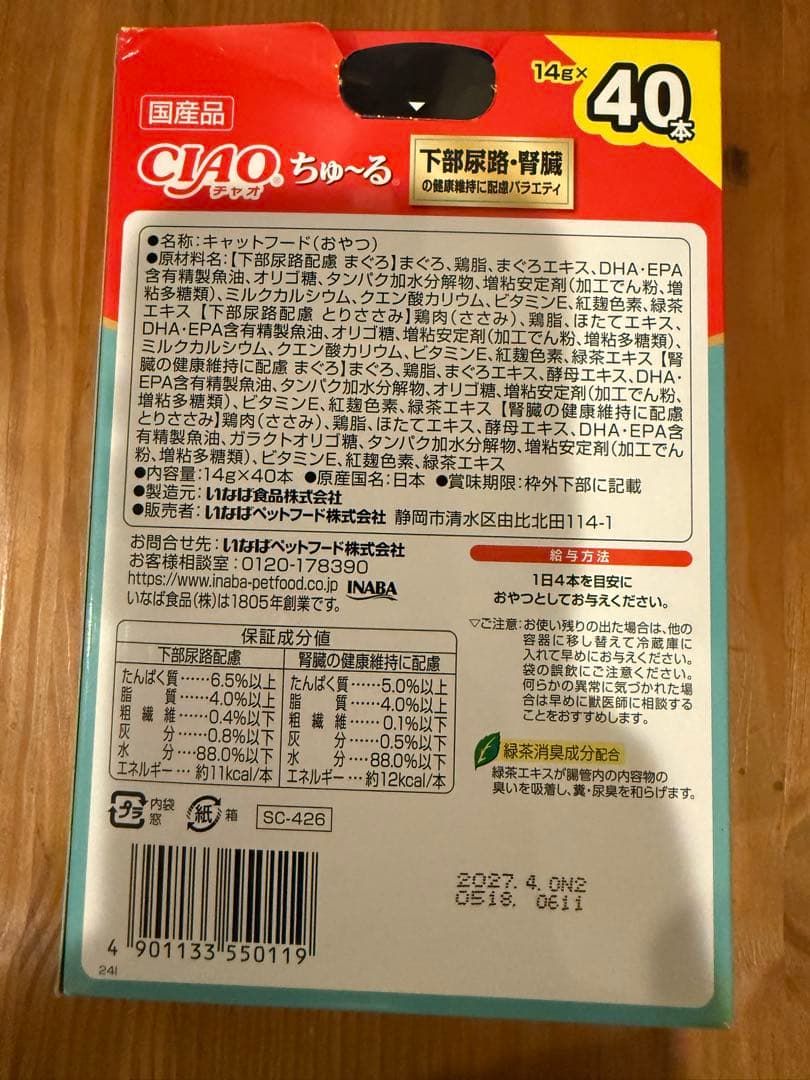 14g×40本
国産品
CIAO®ちゅ～る®
チャオ
下部尿路・腎臓
の健康維持に配慮バラエティ
●名称:キャットフード(おやつ)
●原材料名:【下部尿路配慮 まぐろ】まぐろ、鶏脂、まぐろエキス、DHA・EPA
含有精製魚油、オリゴ糖、タンパク加水分解物、増粘安定剤(加工でん粉、増
粘多糖類)、ミルクカルシウム、クエン酸カリウム、ビタミンE、紅麹色素、緑茶
エキス【下部尿路配慮 とりささみ】鶏肉(ささみ)、鶏脂、ほたてエキス、
DHA・EPA含有精製魚油、オリゴ糖、増粘安定剤(加工でん粉、増粘多糖類)、
ミルクカルシウム、クエン酸カリウム、ビタミンE、紅麹色素、緑茶エキス【腎
臓の健康維持に配慮 まぐろ】まぐろ、鶏脂、まぐろエキス、酵母エキス、DHA・
EPA含有精製魚油、タンパク加水分解物、オリゴ糖、増粘安定剤(加工でん粉、
増粘多糖類)、ビタミンE、紅麹色素、緑茶エキス【腎臓の健康維持に配慮
とりささみ】鶏肉(ささみ)、鶏脂、ほたてエキス、酵母エキス、DHA・EPA含
有精製魚油、ガラクトオリゴ糖、タンパク加水分解物、増粘安定剤(加工でん
粉、増粘多糖類)、ビタミンE、紅麹色素、緑茶エキス
●内容量:14g×40本 ●原産国名:日本 ●賞味期限:枠外下部に記載
●製造元:いなば食品株式会社
●販売者:いなばペットフード株式会社 静岡市清水区由比北田114-1
お問合せ先:いなばペットフード株式会社
お客様相談室:0120-178390
https://www.inaba-petfood.co.jp INABA
いなば食品(株)は1805年創業です。
給与方法
1日4本を目安に
おやつとしてお与えください。
▽ご注意:お使い残りの出た場合は、他の
容器に移し替えて冷蔵庫に
入れて早めにお与えください。
袋の誤飲にご注意ください。
何らかの異常に気づかれた場
合は早めに獣医師に相談する
ことをおすすめします。
保証成分値
下部尿路配慮 腎臓の健康維持に配慮
たんぱく質……6.5%以上 たんぱく質……5.0%以上
脂質……4.0%以上 脂質……4.0%以上
粗繊維……0.4%以下 粗繊維……0.1%以下
灰分……0.8%以下 灰分……0.5%以下
水分……88.0%以下 水分……88.0%以下
エネルギー…約11kcal/本 エネルギー…約12kcal/本
緑茶消臭成分配合
緑茶エキスが腸管内の内容物の
臭いを吸着し、糞・尿臭を和らげます。
プラ 内袋 窓 紙 箱 SC-426
2027.4.0N2
0518. 0611
4 901133 550119
241